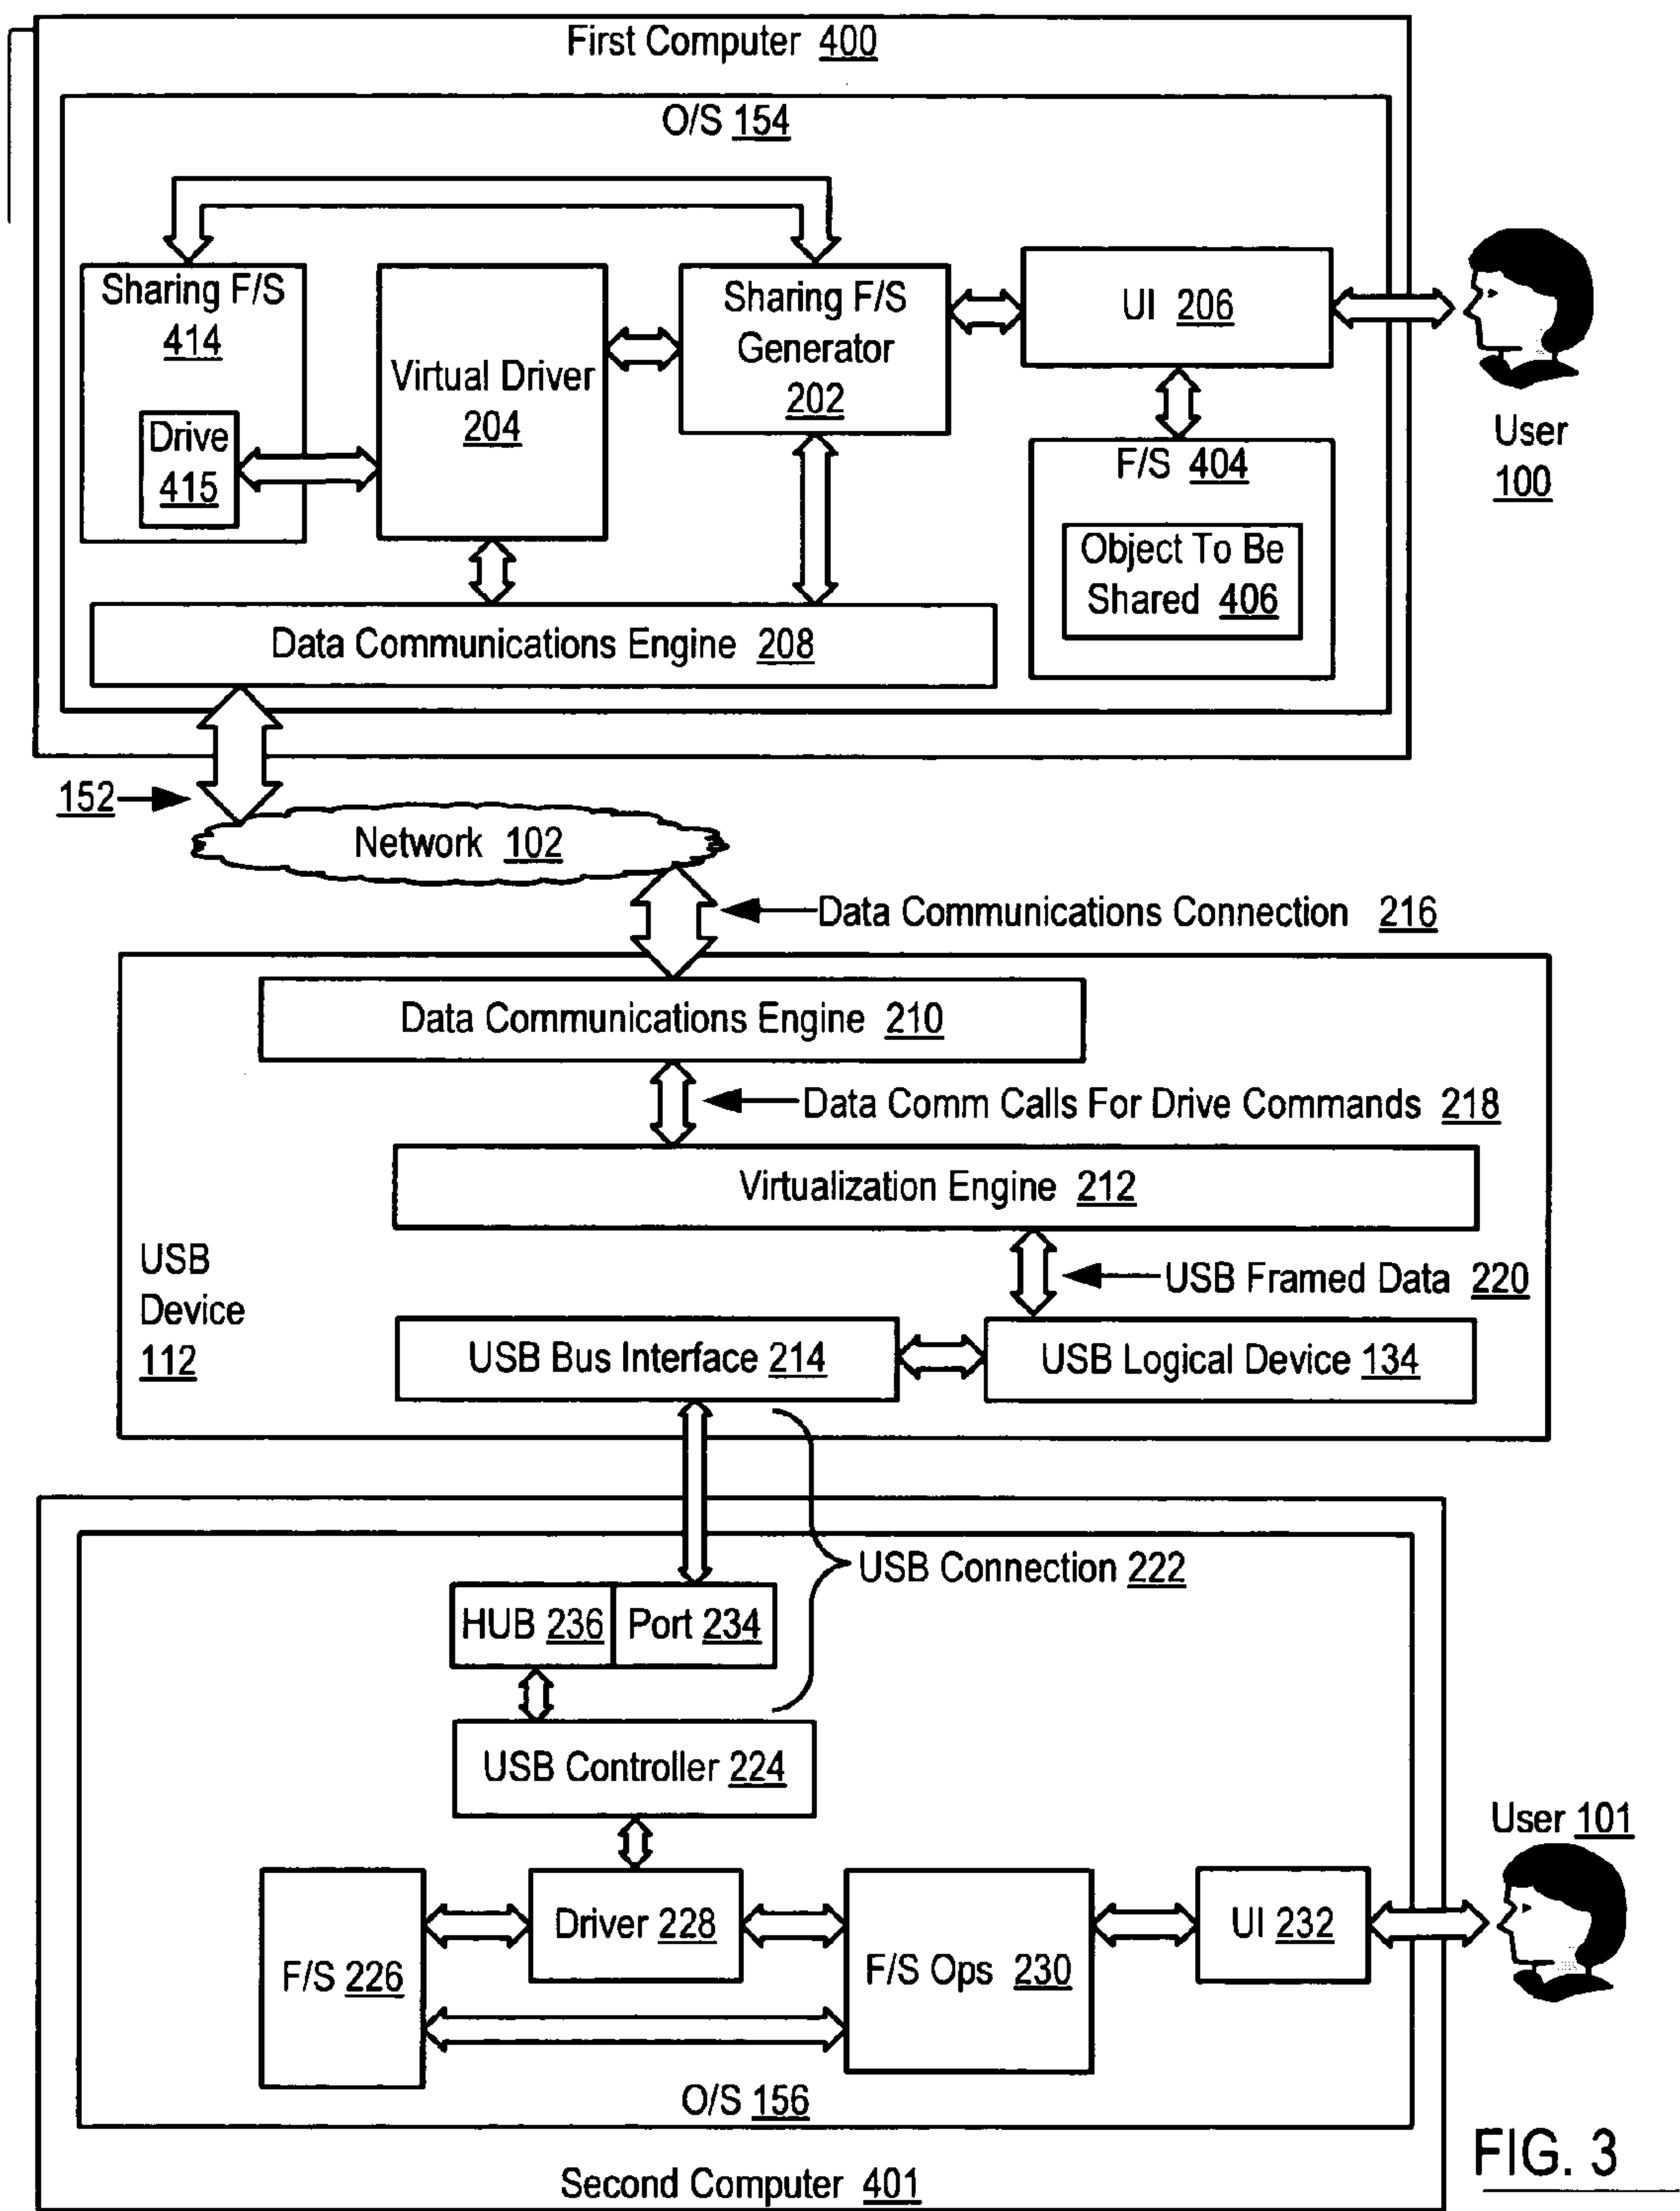 First Computer 400
O/S 154
Sharing F/S
414
Drive
415
Virtual Driver
204
Sharing F/S
Generator
202
UI 206
User
100
F/S 404
Object To Be
Shared 406
Data Communications Engine 208
152
Network 102
Data Communications Connection 216
Data Communications Engine 210
Data Comm Calls For Drive Commands 218
Virtualization Engine 212
USB
Device
112
USB Framed Data 220
USB Bus Interface 214
USB Logical Device 134
USB Connection 222
HUB 236
Port 234
USB Controller 224
User 101
F/S 226
Driver 228
F/S Ops 230
UI 232
O/S 156
Second Computer 401
FIG. 3